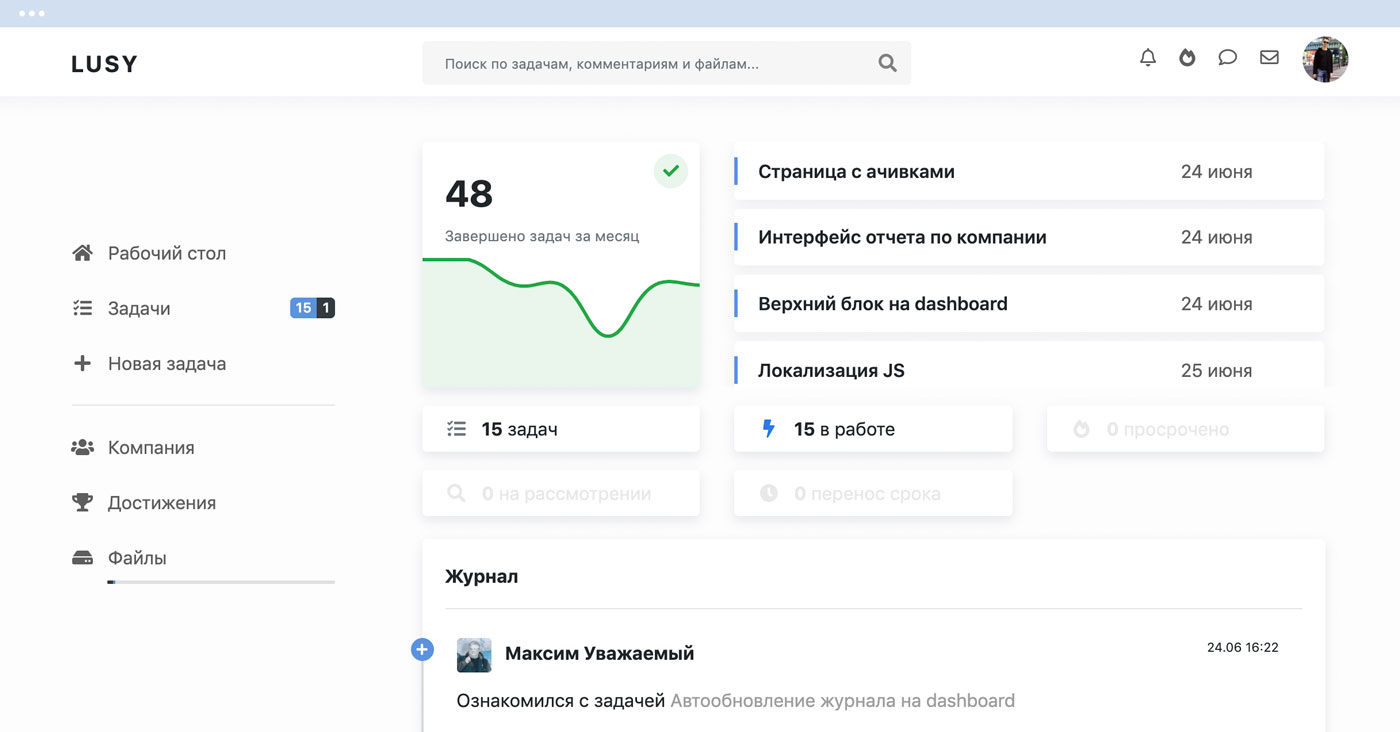 LUSY
Поиск по задачам, комментариям и файлам...
Рабочий стол
Задачи 15 1
Новая задача
Компания
Достижения
Файлы
48
Завершено задач за месяц
Страница с ачивками 24 июня
Интерфейс отчета по компании 24 июня
Верхний блок на dashboard 24 июня
Локализация JS 25 июня
15 задач
15 в работе
0 просрочено
0 на рассмотрении
0 перенос срока
Журнал
Максим Уважаемый 24.06 16:22
Ознакомился с задачей Автообновление журнала на dashboard